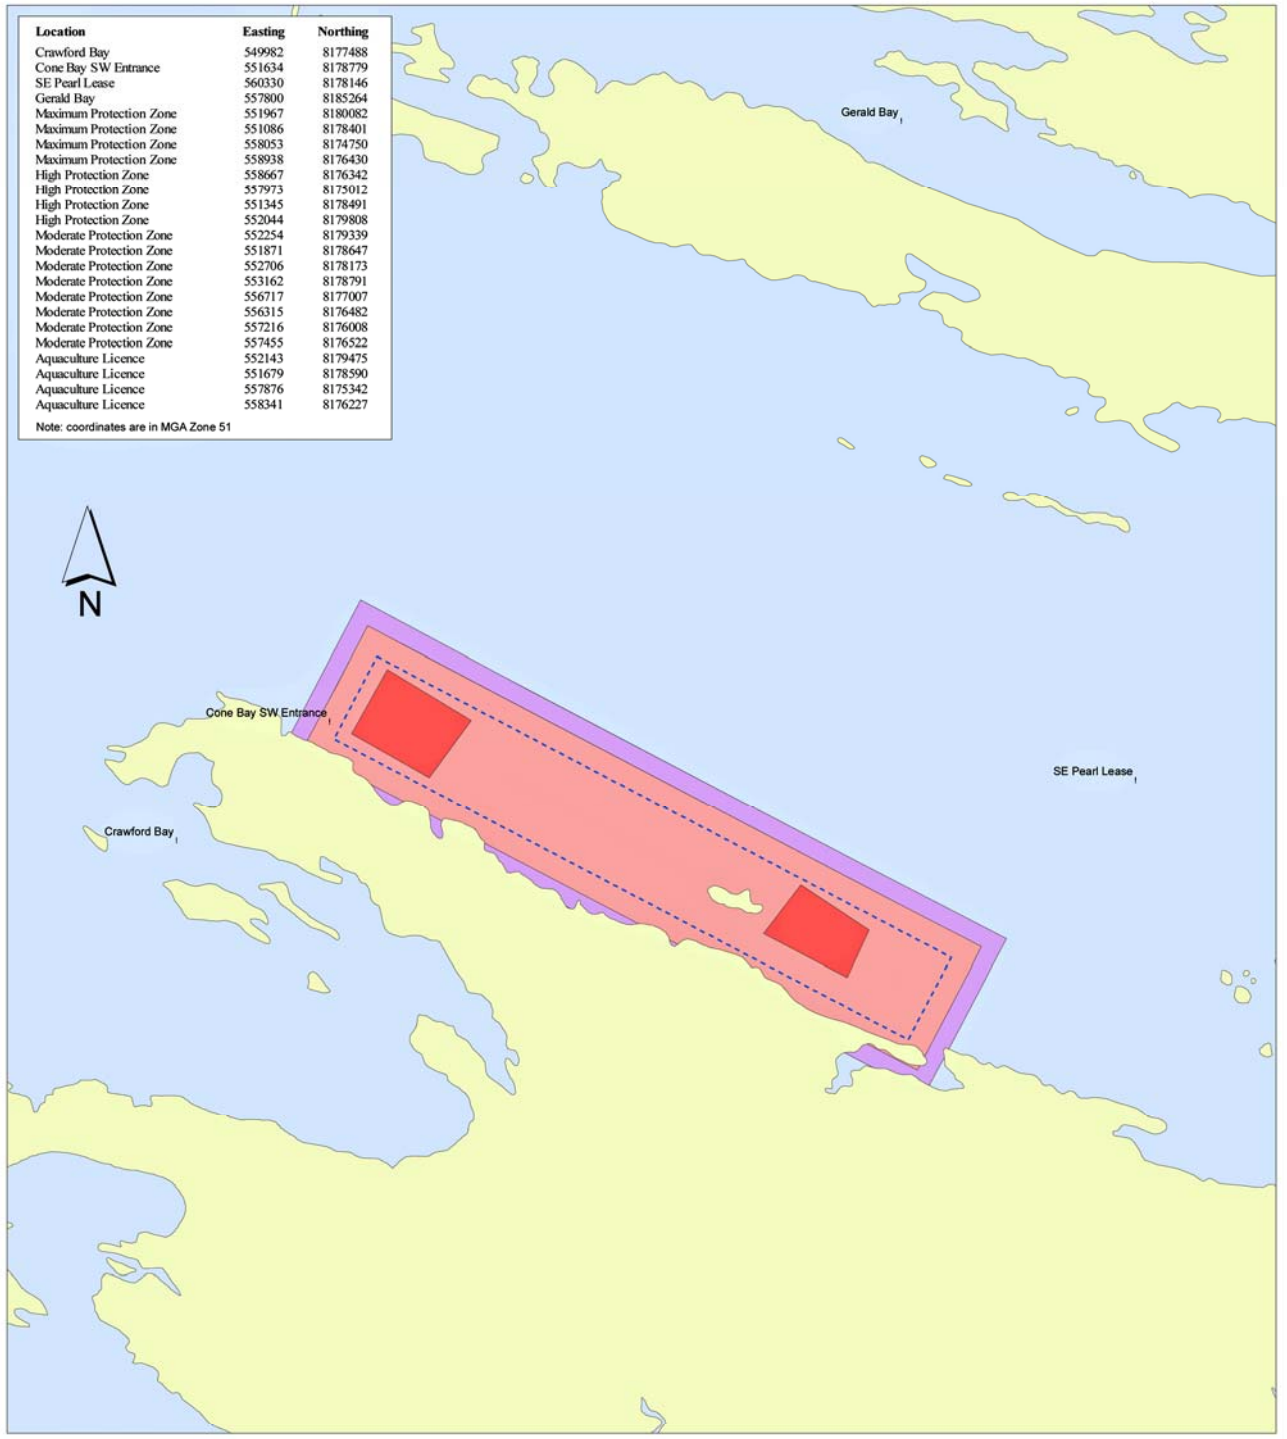 Location Easting Northing
Crawford Bay 549982 8177488
Cone Bay SW Entrance 551634 8178779
SE Pearl Lease 560330 8178146
Gerald Bay 557800 8185264
Maximum Protection Zone 551967 8180082
Maximum Protection Zone 551086 8178401
Maximum Protection Zone 558053 8174750
Maximum Protection Zone 558938 8176430
High Protection Zone 558667 8176342
High Protection Zone 557973 8175012
High Protection Zone 551345 8178491
High Protection Zone 552044 8179808
Moderate Protection Zone 552254 8179339
Moderate Protection Zone 551871 8178647
Moderate Protection Zone 552706 8178173
Moderate Protection Zone 553162 8178791
Moderate Protection Zone 556717 8177007
Moderate Protection Zone 556315 8176482
Moderate Protection Zone 557216 8176008
Moderate Protection Zone 557455 8176522
Aquaculture Licence 552143 8179475
Aquaculture Licence 551679 8178590
Aquaculture Licence 557876 8175342
Aquaculture Licence 558341 8176227
Note: coordinates are in MGA Zone 51
Gerald Bay
N
Cone Bay SW Entrance
SE Pearl Lease
Crawford Bay